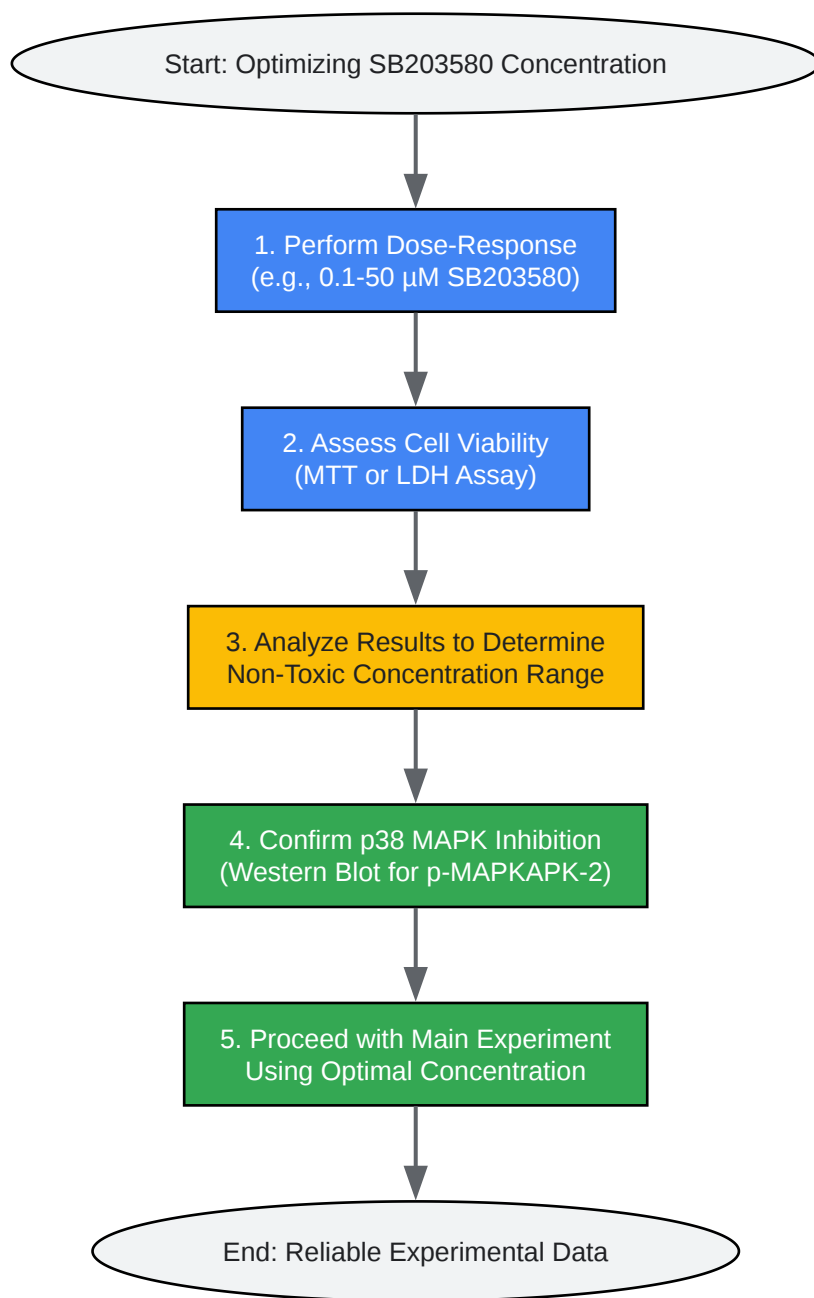 Start: Optimizing SB203580 Concentration
1. Perform Dose-Response
(e.g., 0.1-50 µM SB203580)
2. Assess Cell Viability
(MTT or LDH Assay)
3. Analyze Results to Determine
Non-Toxic Concentration Range
4. Confirm p38 MAPK Inhibition
(Western Blot for p-MAPKAPK-2)
5. Proceed with Main Experiment
Using Optimal Concentration
End: Reliable Experimental Data